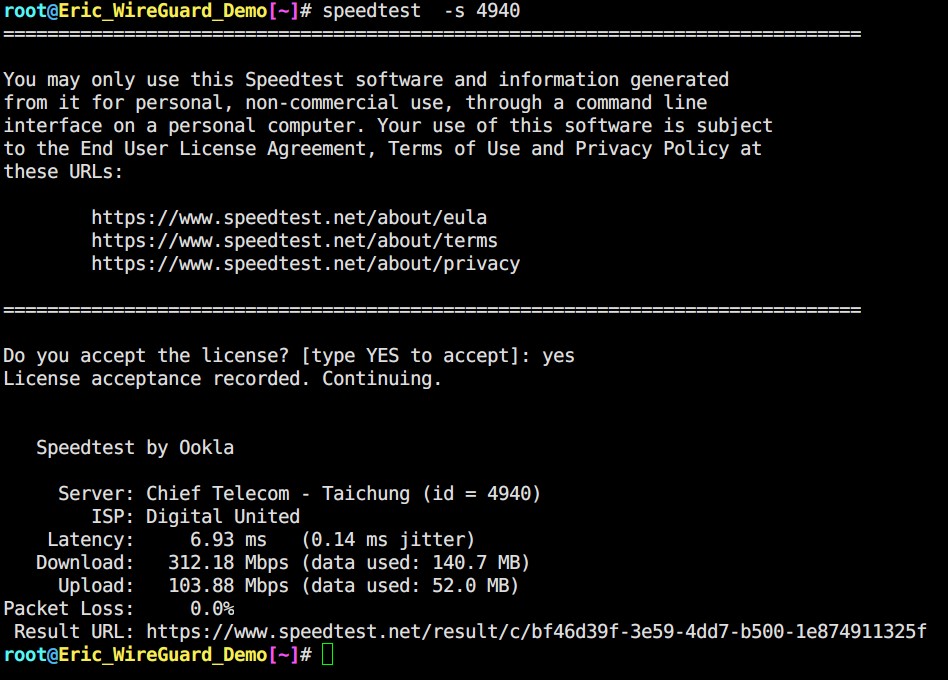 root@Eric_WireGuard_Demo[~]# speedtest  -s 4940
==============================================================================
You may only use this Speedtest software and information generated
from it for personal, non-commercial use, through a command line
interface on a personal computer. Your use of this software is subject
to the End User License Agreement, Terms of Use and Privacy Policy at
these URLs:
https://www.speedtest.net/about/eula
https://www.speedtest.net/about/terms
https://www.speedtest.net/about/privacy
==============================================================================
Do you accept the license? [type YES to accept]: yes
License acceptance recorded. Continuing.
Speedtest by Ookla
Server: Chief Telecom - Taichung (id = 4940)
ISP: Digital United
Latency:     6.93 ms   (0.14 ms jitter)
Download:   312.18 Mbps (data used: 140.7 MB)
Upload:   103.88 Mbps (data used: 52.0 MB)
Packet Loss:     0.0%
Result URL: https://www.speedtest.net/result/c/bf46d39f-3e59-4dd7-b500-1e874911325f
root@Eric_WireGuard_Demo[~]#